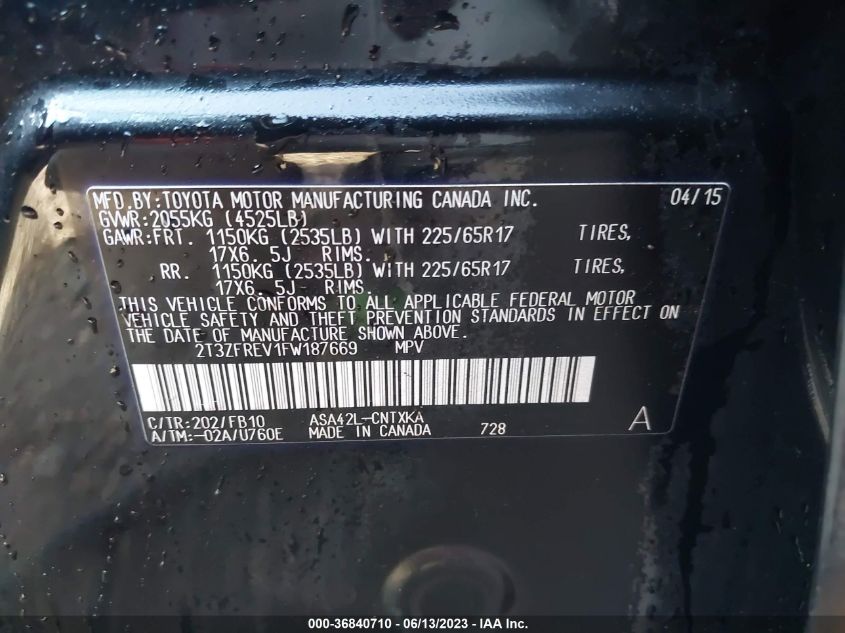 MFD.BY:TOYOTA MOTOR MANUFACTURING CANADA INC. 04/15
GVWR:2055KG (4525LB)
GAWR:FRT. 1150KG (2535LB) WITH 225/65R17 TIRES,
17X6. 5J RIMS.
RR. 1150KG (2535LB) WITH 225/65R17 TIRES,
17X6. 5J RIMS.
THIS VEHICLE CONFORMS TO ALL APPLICABLE FEDERAL MOTOR
VEHICLE SAFETY AND THEFT PREVENTION STANDARDS IN EFFECT ON
THE DATE OF MANUFACTURE SHOWN ABOVE.
2T3ZFREV1FW187669 MPV
C/TR:202/FB10 ASA42L-CNTXKA A
A/TM:-02A/U760E MADE IN CANADA 728
000-36840710 - 06/13/2023 - IAA Inc.